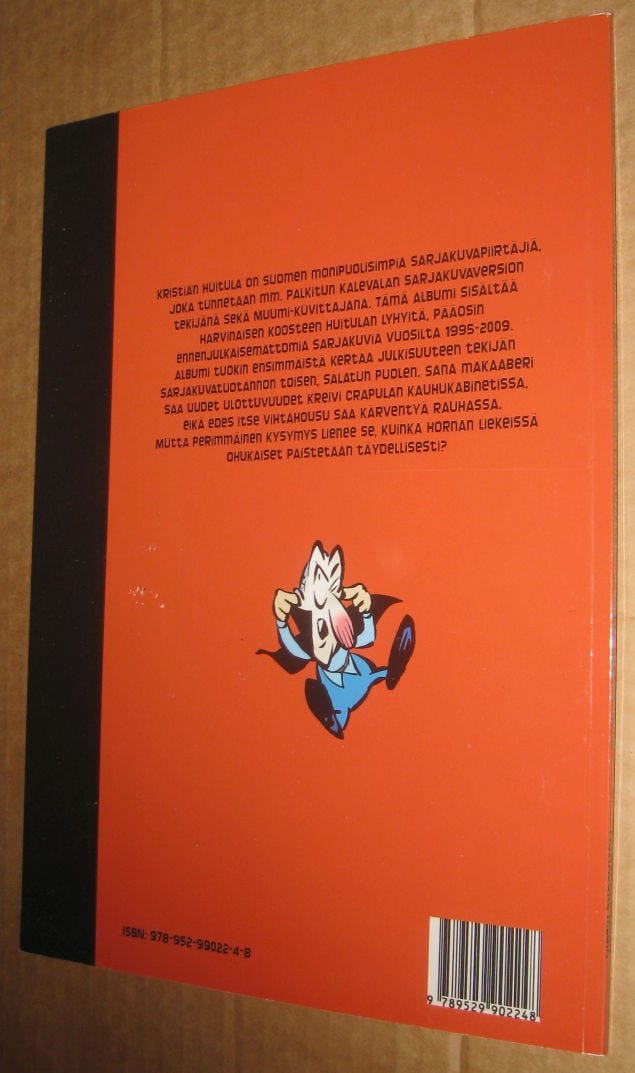 KRISTIAN HUITULA ON SUOMEN MONIPUOLISIMPIA SARJAKUVAPIIRTÄJIÄ,
JOKA TUNNETAAN MM. PALKITUN KALEVALAN SARJAKUVAVERSION
TEKIJÄNÄ SEKÄ MUUMI-KUVITTAJANA. TÄMÄ ALBUMI SISÄLTÄÄ
HARVINAISEN KOOSTEEN HUITULAN LYHYITÄ, PÄÄOSIN
ENNENJULKAISEMATTOMIA SARJAKUVIA VUOSILTA 1995-2009.
ALBUMI TUOKIN ENSIMMÄISTÄ KERTAA JULKISUUTEEN TEKIJÄN
SARJAKUVATUOTANNON TOISEN, SALATUN PUOLEN. SANA MAKAABERI
SAA UUDET ULOTTUVUUDET KREIVI CRAPULAN KAUHUKABINETISSA,
EIKÄ EDES ITSE VIHTAHOUSU SAA KÄRVENTYÄ RAUHASSA.
MUTTA PERIMMÄINEN KYSYMYS LIENEE SE, KUINKA HORNAN LIEKEISSÄ
OHUKAISET PAISTETAAN TÄYDELLISESTI?
ISBN: 978-952-99022-4-8
9 789529 902248